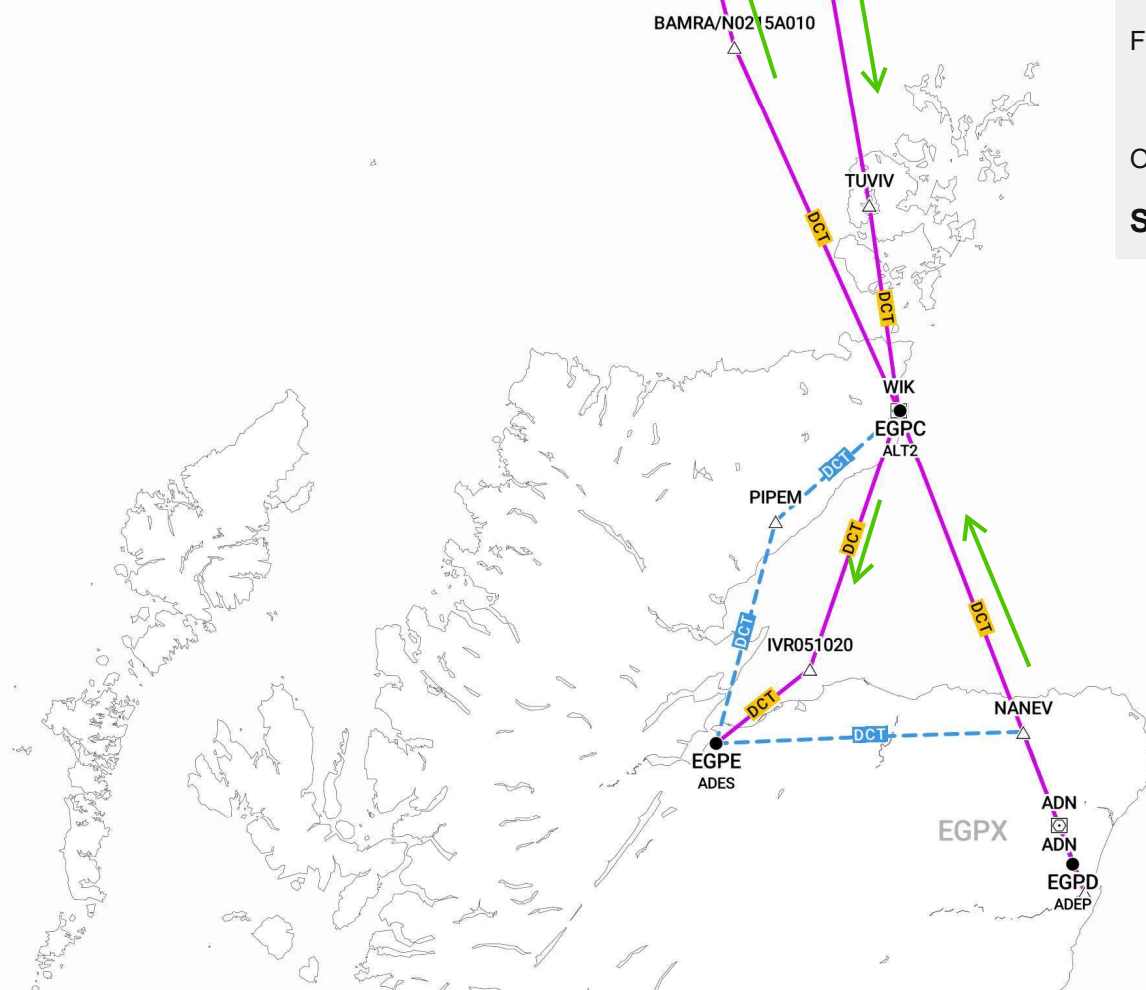 BAMRA/N0215A010
F
C
S
TUVIV
DCT
DCT
WIK
EGPC
ALT2
DCT
PIPEM
DCT
DCT
DCT
IVR051020
DCT
NANEV
DCT
EGPE
ADES
ADN
EGPX
ADN
EGPD
ADEP